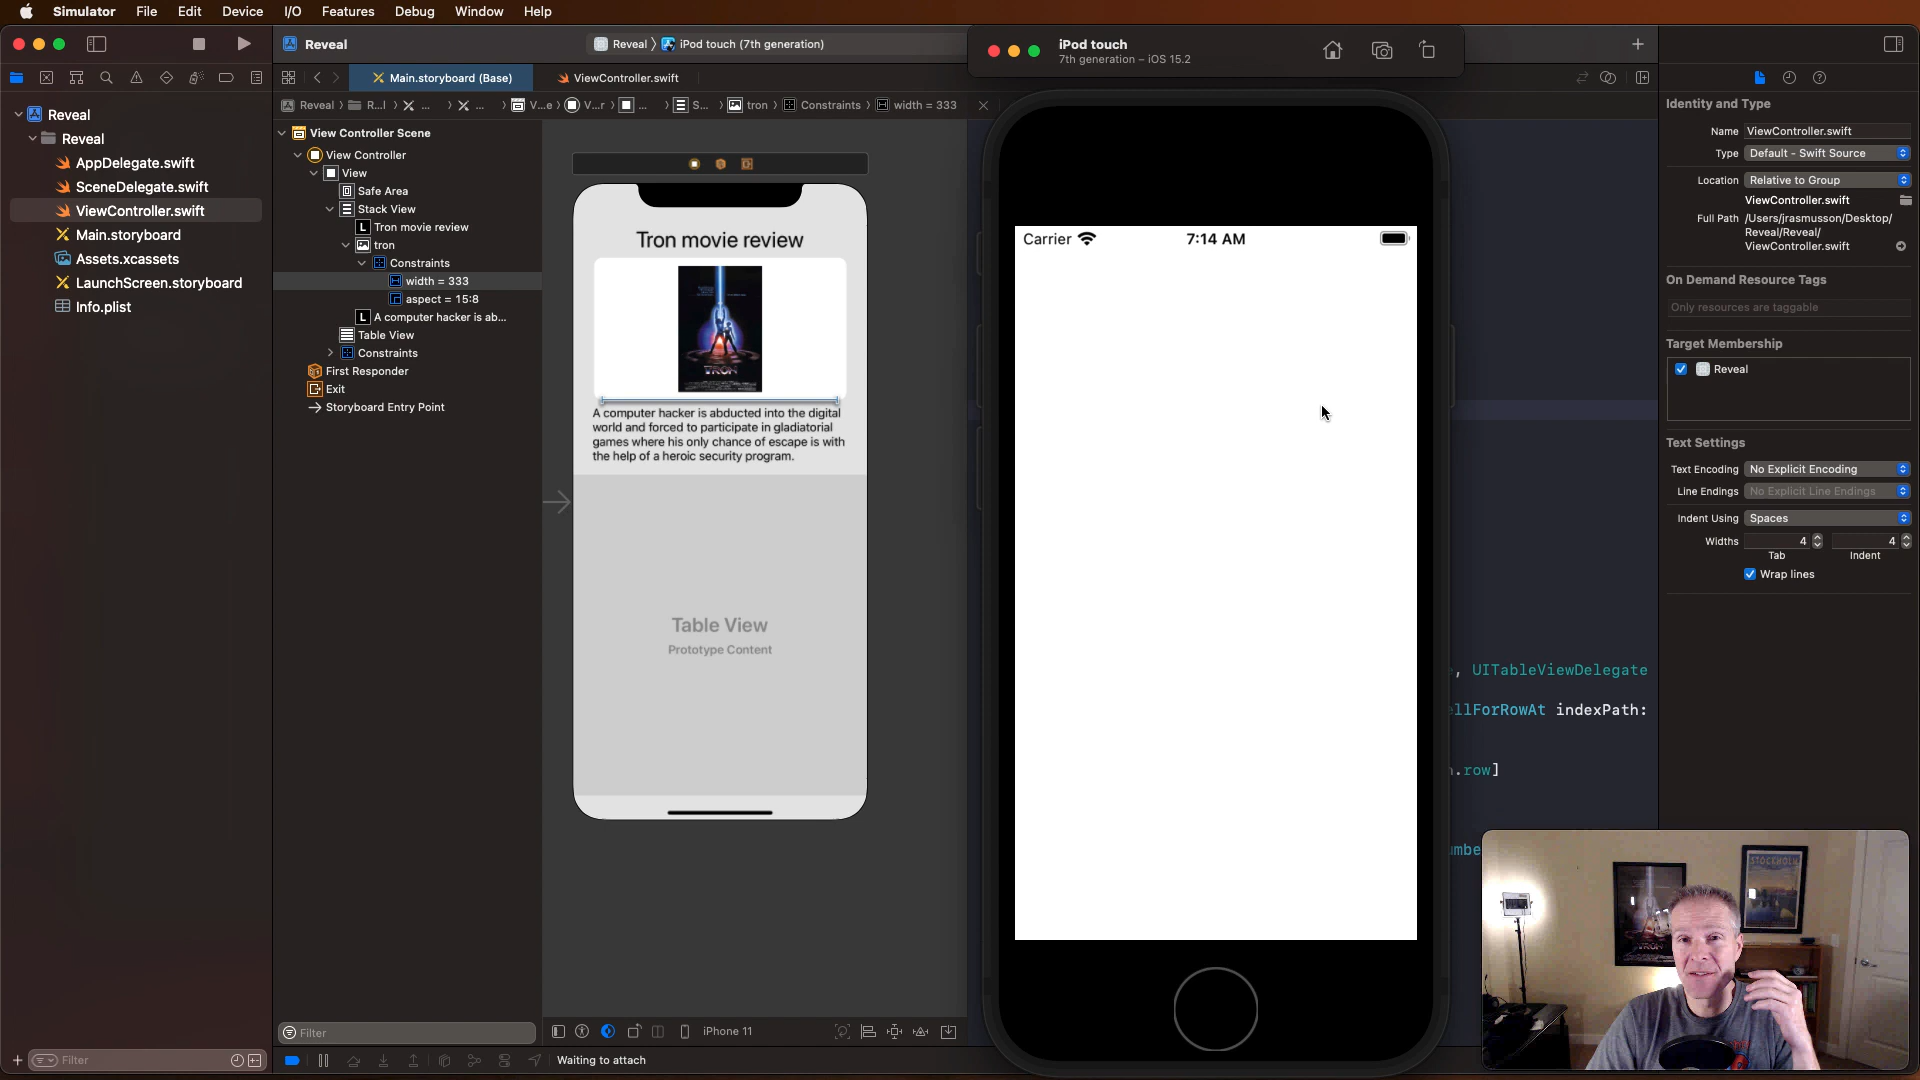 Simulator File Edit Device I/O Features Debug Window Help
Reveal
Reveal 〉 iPod touch (7th generation)
iPod touch
7th generation – iOS 15.2
Main.storyboard (Base)
ViewController.swift
Reveal 〉 R...l 〉 ... 〉 ... 〉 V...e 〉 V...r 〉 ... 〉 S... 〉 tron 〉 Constraints 〉 width = 333
Reveal
Reveal
AppDelegate.swift
SceneDelegate.swift
ViewController.swift
Main.storyboard
Assets.xcassets
LaunchScreen.storyboard
Info.plist
Filter
View Controller Scene
View Controller
View
Safe Area
Stack View
L Tron movie review
tron
Constraints
width = 333
aspect = 15:8
L A computer hacker is ab...
Table View
Constraints
First Responder
Exit
Storyboard Entry Point
Filter
Tron movie review
TRON
A computer hacker is abducted into the digital
world and forced to participate in gladiatorial
games where his only chance of escape is with
the help of a heroic security program.
Table View
Prototype Content
iPhone 11
Waiting to attach
Carrier 7:14 AM
, UITableViewDelegate
llForRowAt indexPath:
.row]
umbe
Identity and Type
Name ViewController.swift
Type Default - Swift Source
Location Relative to Group
ViewController.swift
Full Path /Users/jrasmusson/Desktop/
Reveal/Reveal/
ViewController.swift
On Demand Resource Tags
Only resources are taggable
Target Membership
Reveal
Text Settings
Text Encoding No Explicit Encoding
Line Endings No Explicit Line Endings
Indent Using Spaces
Widths 4 4
Tab Indent
Wrap lines
STOCKHOLM